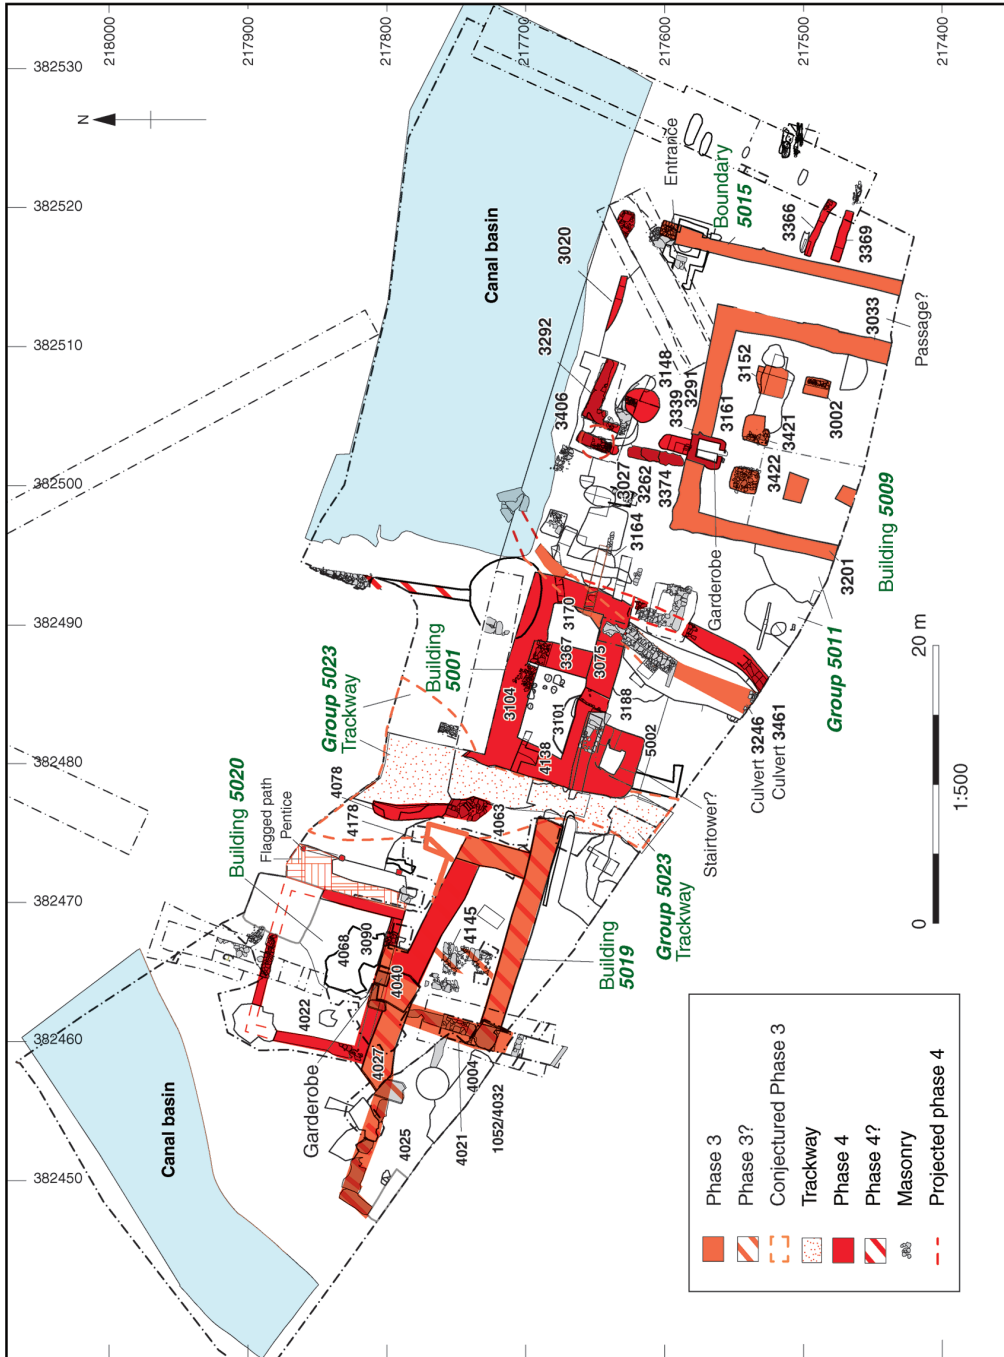 218000
217900
217800
217700
217600
217500
217400
382530
382520
382510
382500
382490
382480
382470
382460
382450
N
Canal basin
Canal basin
Entrance
Boundary
5015
3366
3369
3020
3292
3406
3148
3291
3339
3161
3152
3033
Passage?
3002
3421
3422
3027
3262
3374
3164
Garderobe
3201
Building 5009
Group 5011
Group 5023
Trackway
Building
5001
3170
3367
3075
3104
3101
3188
4138
5002
Culvert 3246
Culvert 3461
Stairtower?
Group 5023
Trackway
Building 5020
Flagged path
Pentice
4078
4178
4063
4068
3090
4145
4040
4022
Building
5019
Garderobe
4027
4004
1052/4032
4021
4025
0
20 m
1:500
Phase 3
Phase 3?
Conjectured Phase 3
Trackway
Phase 4
Phase 4?
Masonry
Projected phase 4